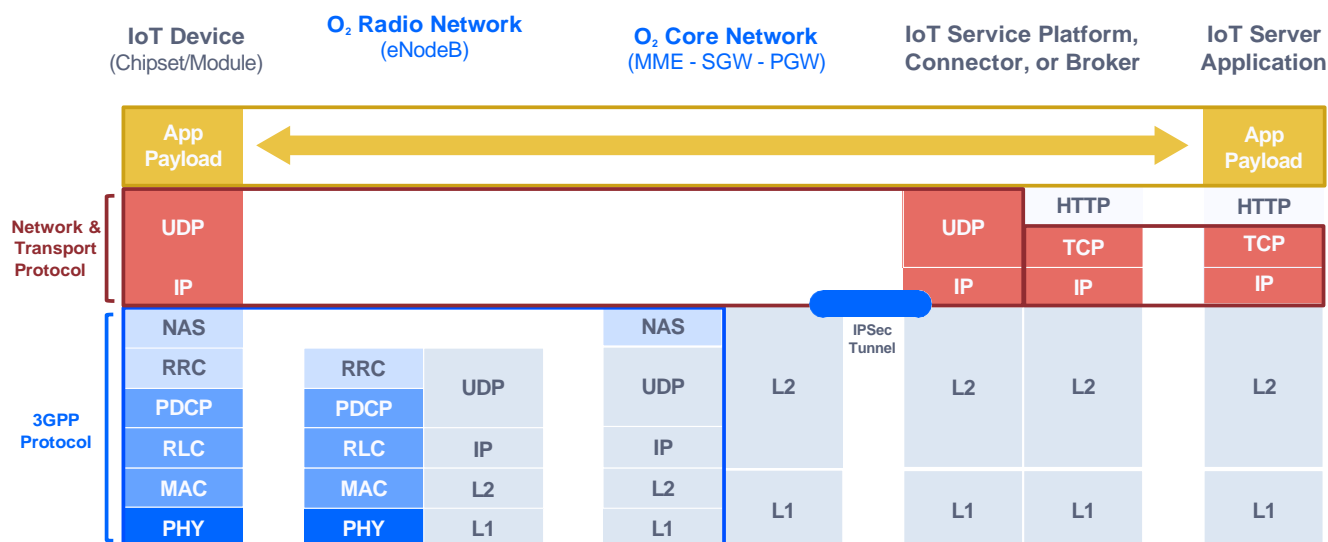 IoT Device
(Chipset/Module)
O₂ Radio Network
(eNodeB)
O₂ Core Network
(MME - SGW - PGW)
IoT Service Platform,
Connector, or Broker
IoT Server
Application
App
Payload
App
Payload
Network &
Transport
Protocol
UDP
IP
UDP
IP
HTTP
TCP
IP
HTTP
TCP
IP
IPSec
Tunnel
3GPP
Protocol
NAS
RRC
PDCP
RLC
MAC
PHY
RRC
PDCP
RLC
MAC
PHY
UDP
IP
L2
L1
NAS
UDP
IP
L2
L1
L2
L1
L2
L1
L2
L1
L2
L1